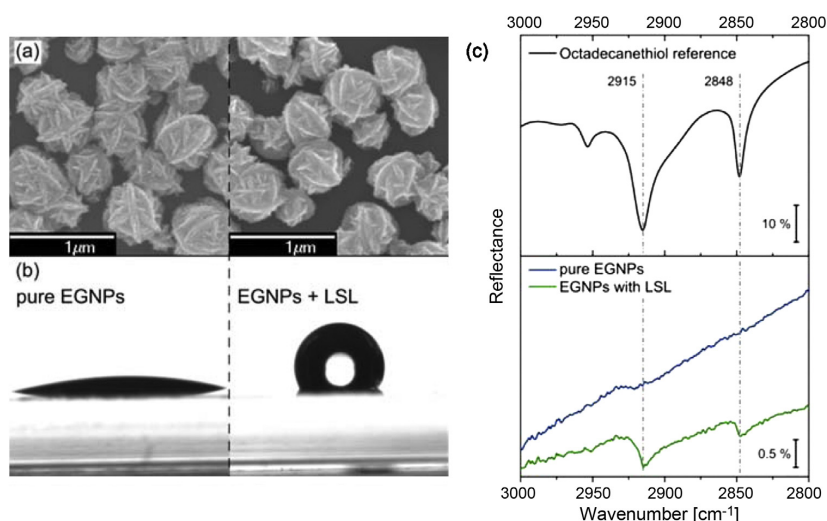 (a)
1μm
1μm
(b)
pure EGNPs
EGNPs + LSL
(c)
3000 2950 2900 2850 2800
Octadecanethiol reference
2915 2848
10 %
Reflectance
pure EGNPs
EGNPs with LSL
0.5 %
3000 2950 2900 2850 2800
Wavenumber [cm-1]